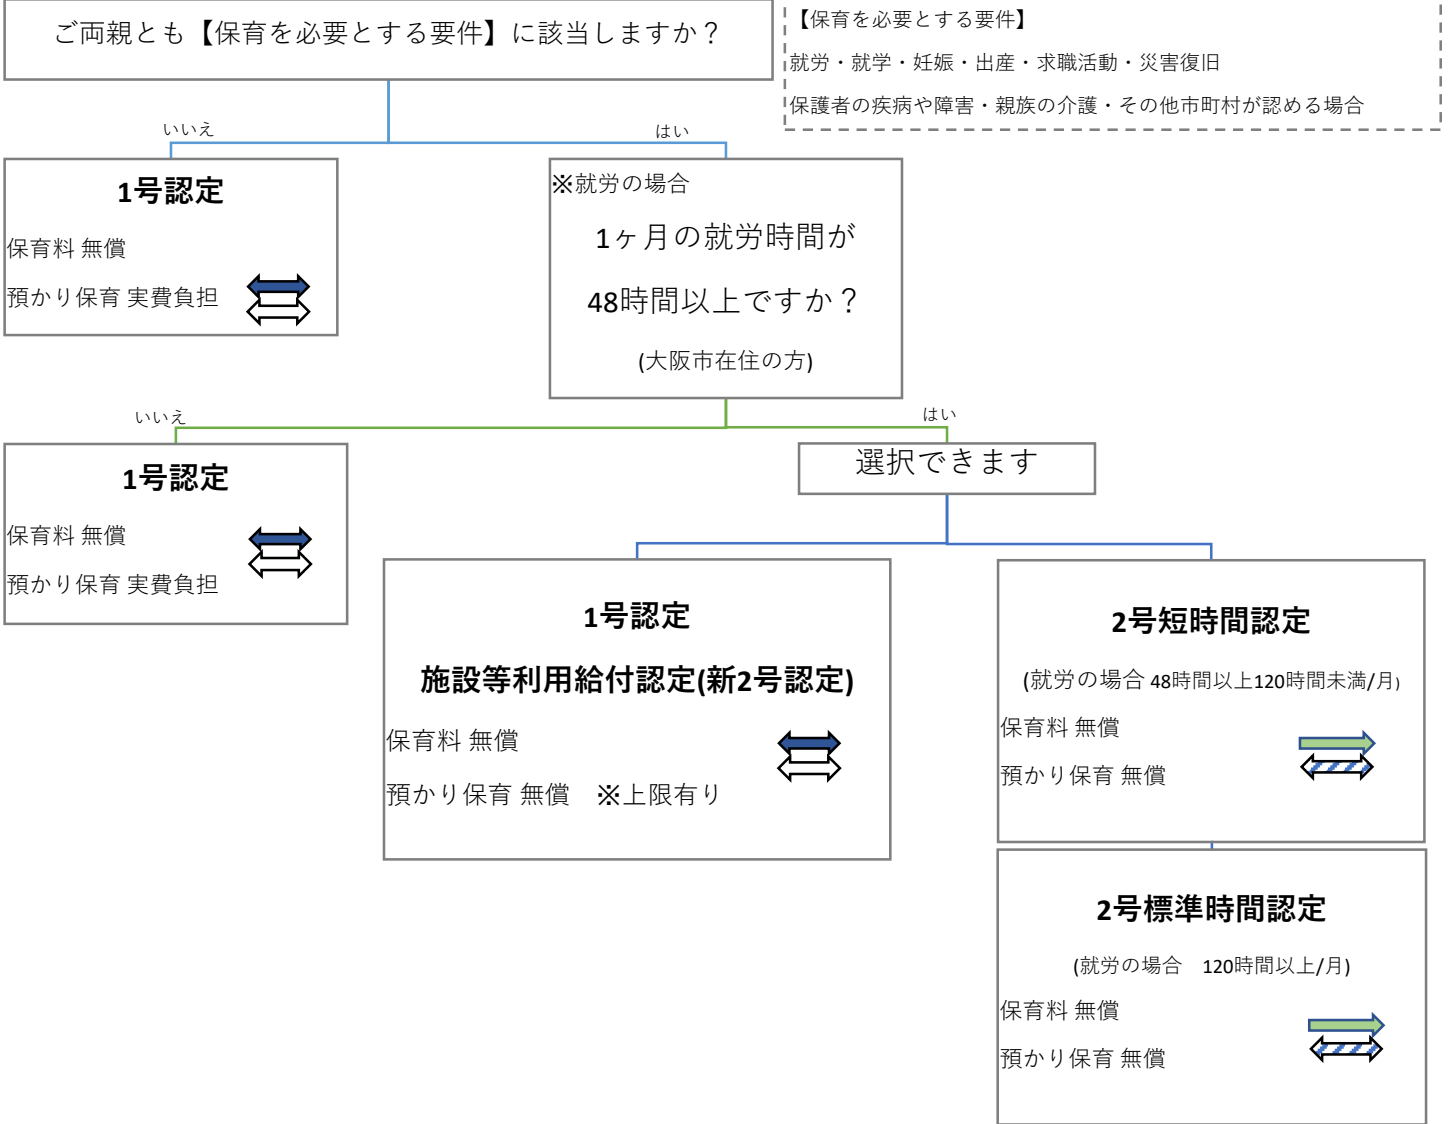 ご両親とも【保育を必要とする要件】に該当しますか？
【保育を必要とする要件】
就労・就学・妊娠・出産・求職活動・災害復旧
保護者の疾病や障害・親族の介護・その他市町村が認める場合
いいえ
はい
1号認定
保育料 無償
預かり保育 実費負担
※就労の場合
1ヶ月の就労時間が
48時間以上ですか？
(大阪市在住の方)
いいえ
はい
1号認定
保育料 無償
預かり保育 実費負担
選択できます
1号認定
施設等利用給付認定(新2号認定)
保育料 無償
預かり保育 無償　※上限有り
2号短時間認定
(就労の場合 48時間以上120時間未満/月)
保育料 無償
預かり保育 無償
2号標準時間認定
(就労の場合　120時間以上/月)
保育料 無償
預かり保育 無償